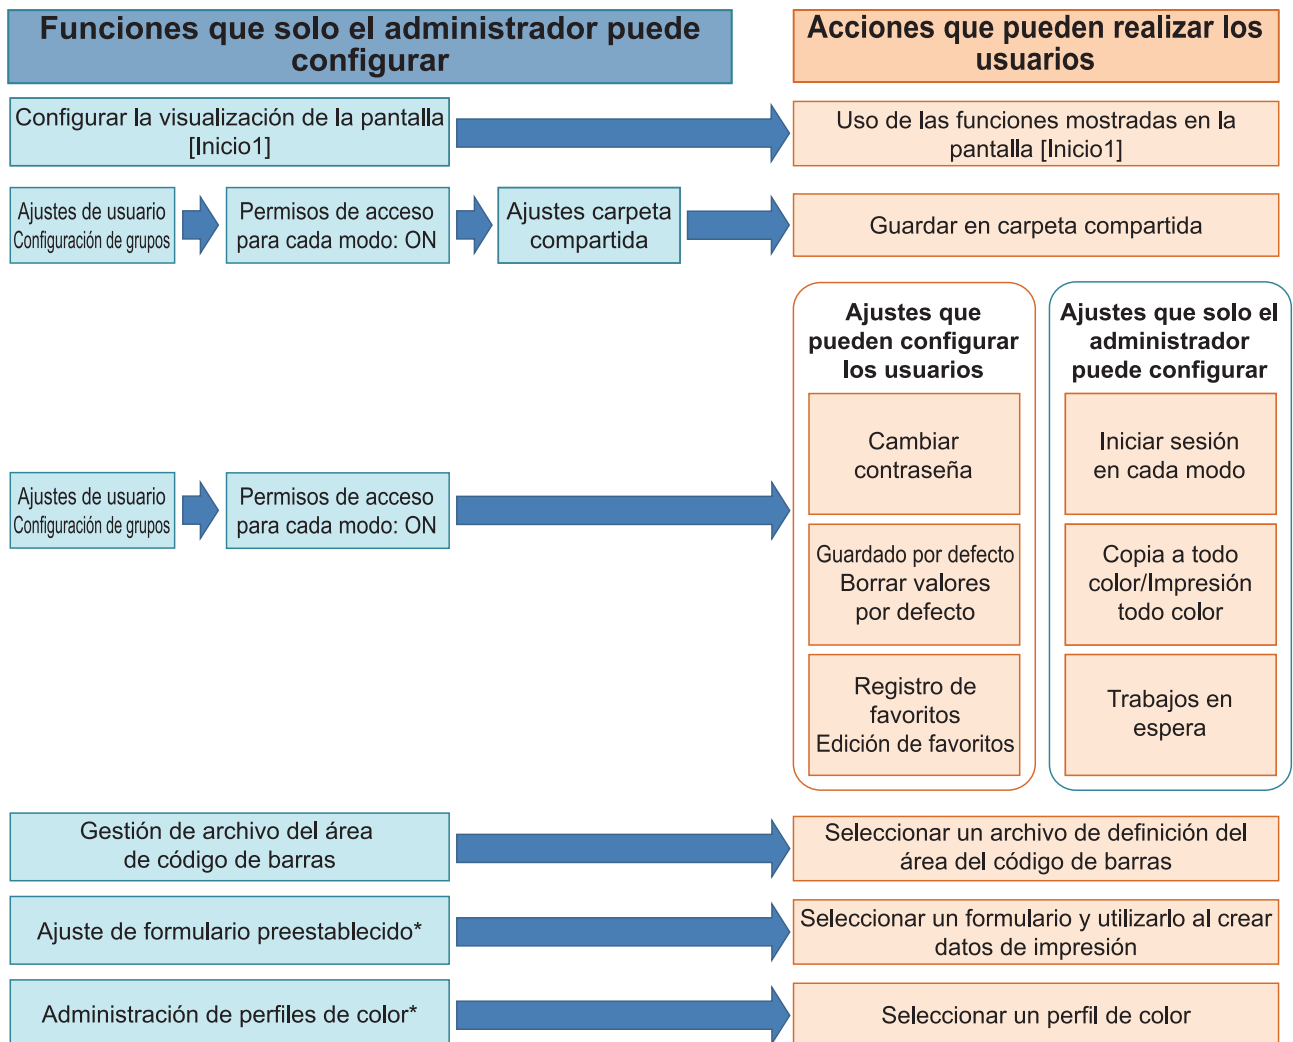 Funciones que solo el administrador puede
configurar
Acciones que pueden realizar los
usuarios
Configurar la visualización de la pantalla
[Inicio1]
Uso de las funciones mostradas en la
pantalla [Inicio1]
Ajustes de usuario
Configuración de grupos
Permisos de acceso
para cada modo: ON
Ajustes carpeta
compartida
Guardar en carpeta compartida
Ajustes de usuario
Configuración de grupos
Permisos de acceso
para cada modo: ON
Ajustes que
pueden configurar
los usuarios
Cambiar
contraseña
Guardado por defecto
Borrar valores
por defecto
Registro de
favoritos
Edición de favoritos
Ajustes que solo el
administrador
puede configurar
Iniciar sesión
en cada modo
Copia a todo
color/Impresión
todo color
Trabajos en
espera
Gestión de archivo del área
de código de barras
Seleccionar un archivo de definición del
área del código de barras
Ajuste de formulario preestablecido*
Seleccionar un formulario y utilizarlo al crear
datos de impresión
Administración de perfiles de color*
Seleccionar un perfil de color